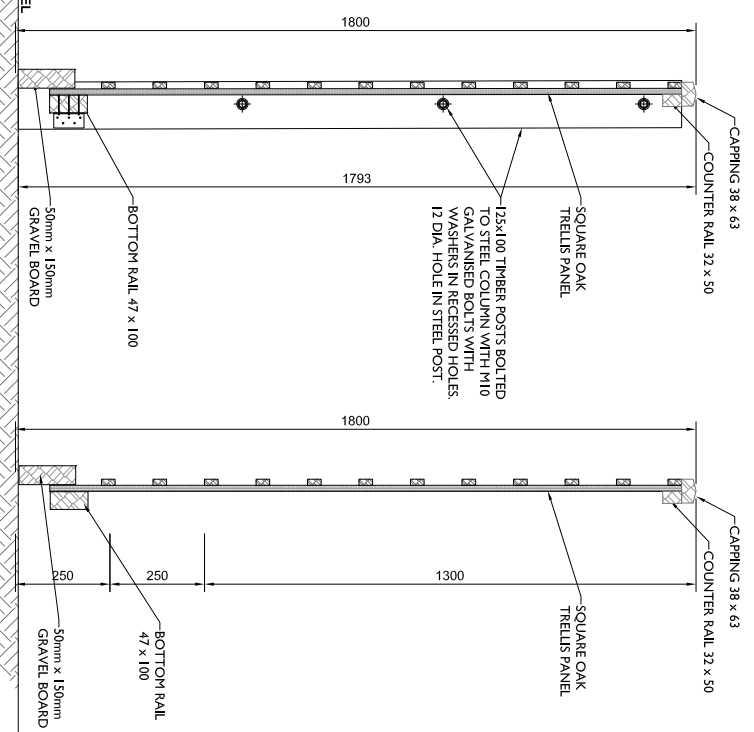 1800
CAPPING 38 x 63
COUNTER RAIL 32 x 50
1793
SQUARE OAK
TRELLIS PANEL
125x100 TIMBER POSTS BOLTED
TO STEEL COLUMN WITH M10
GALVANISED BOLTS WITH
WASHERS IN RECESSED HOLES.
12 DIA. HOLE IN STEEL POST.
BOTTOM RAIL 47 x 100
50mm x 150mm
GRAVEL BOARD
EL
1800
CAPPING 38 x 63
COUNTER RAIL 32 x 50
250
250
1300
SQUARE OAK
TRELLIS PANEL
BOTTOM RAIL
47 x 100
50mm x 150mm
GRAVEL BOARD